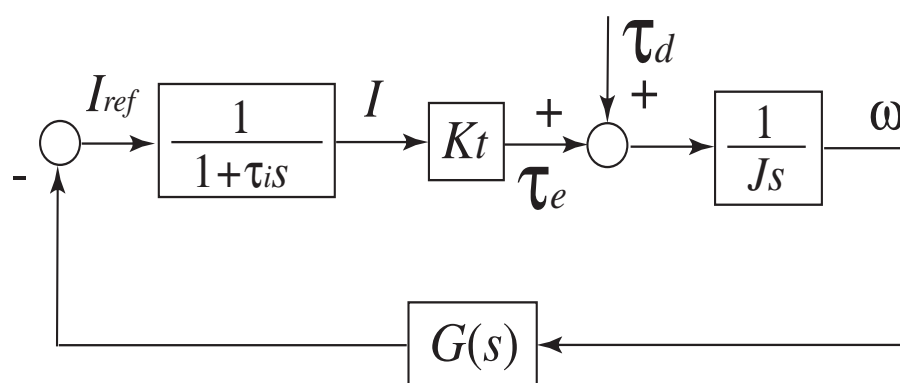 τd
+
Iref
1
1+τis
I
Kt
+
τe
1
Js
ω
-
G(s)